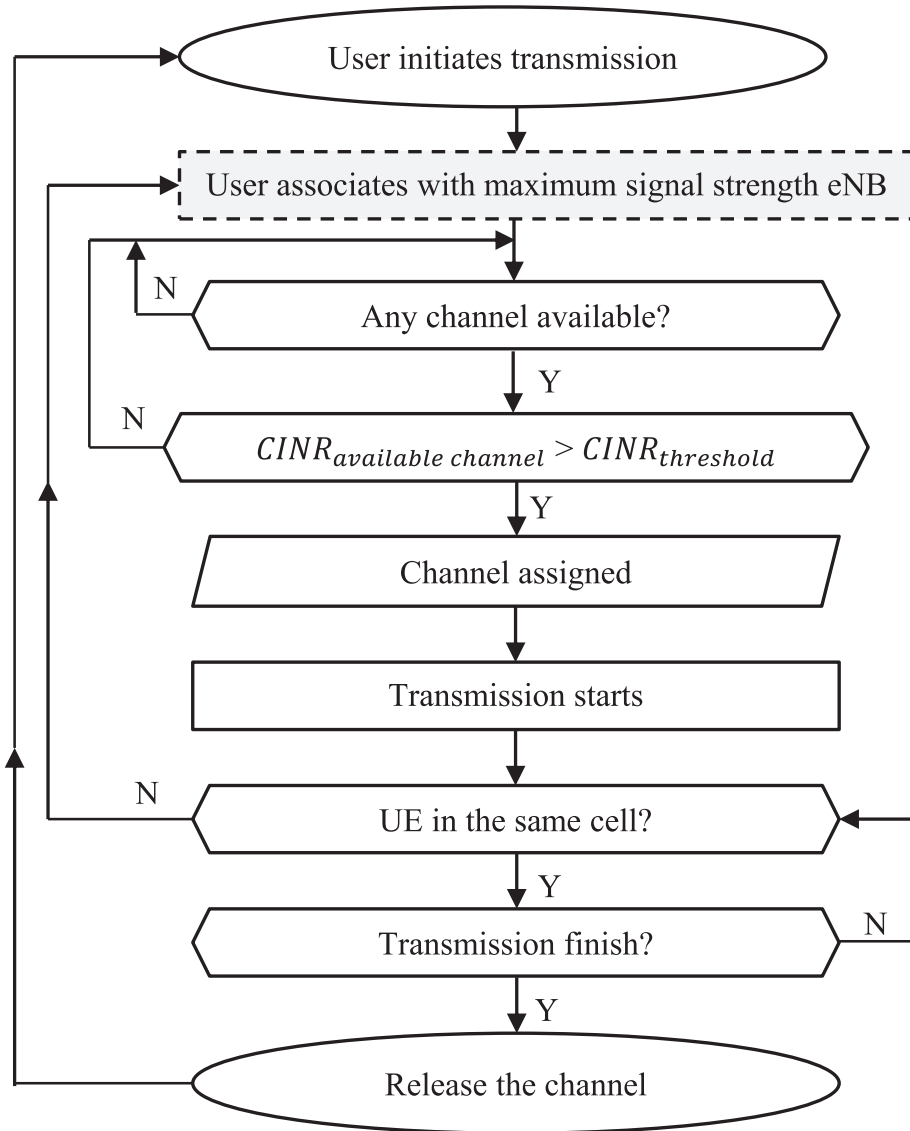 User initiates transmission
User associates with maximum signal strength eNB
N
Any channel available?
Y
N
CINR_{available channel} > CINR_{threshold}
Y
Channel assigned
Transmission starts
N
UE in the same cell?
Y
Transmission finish?
N
Y
Release the channel